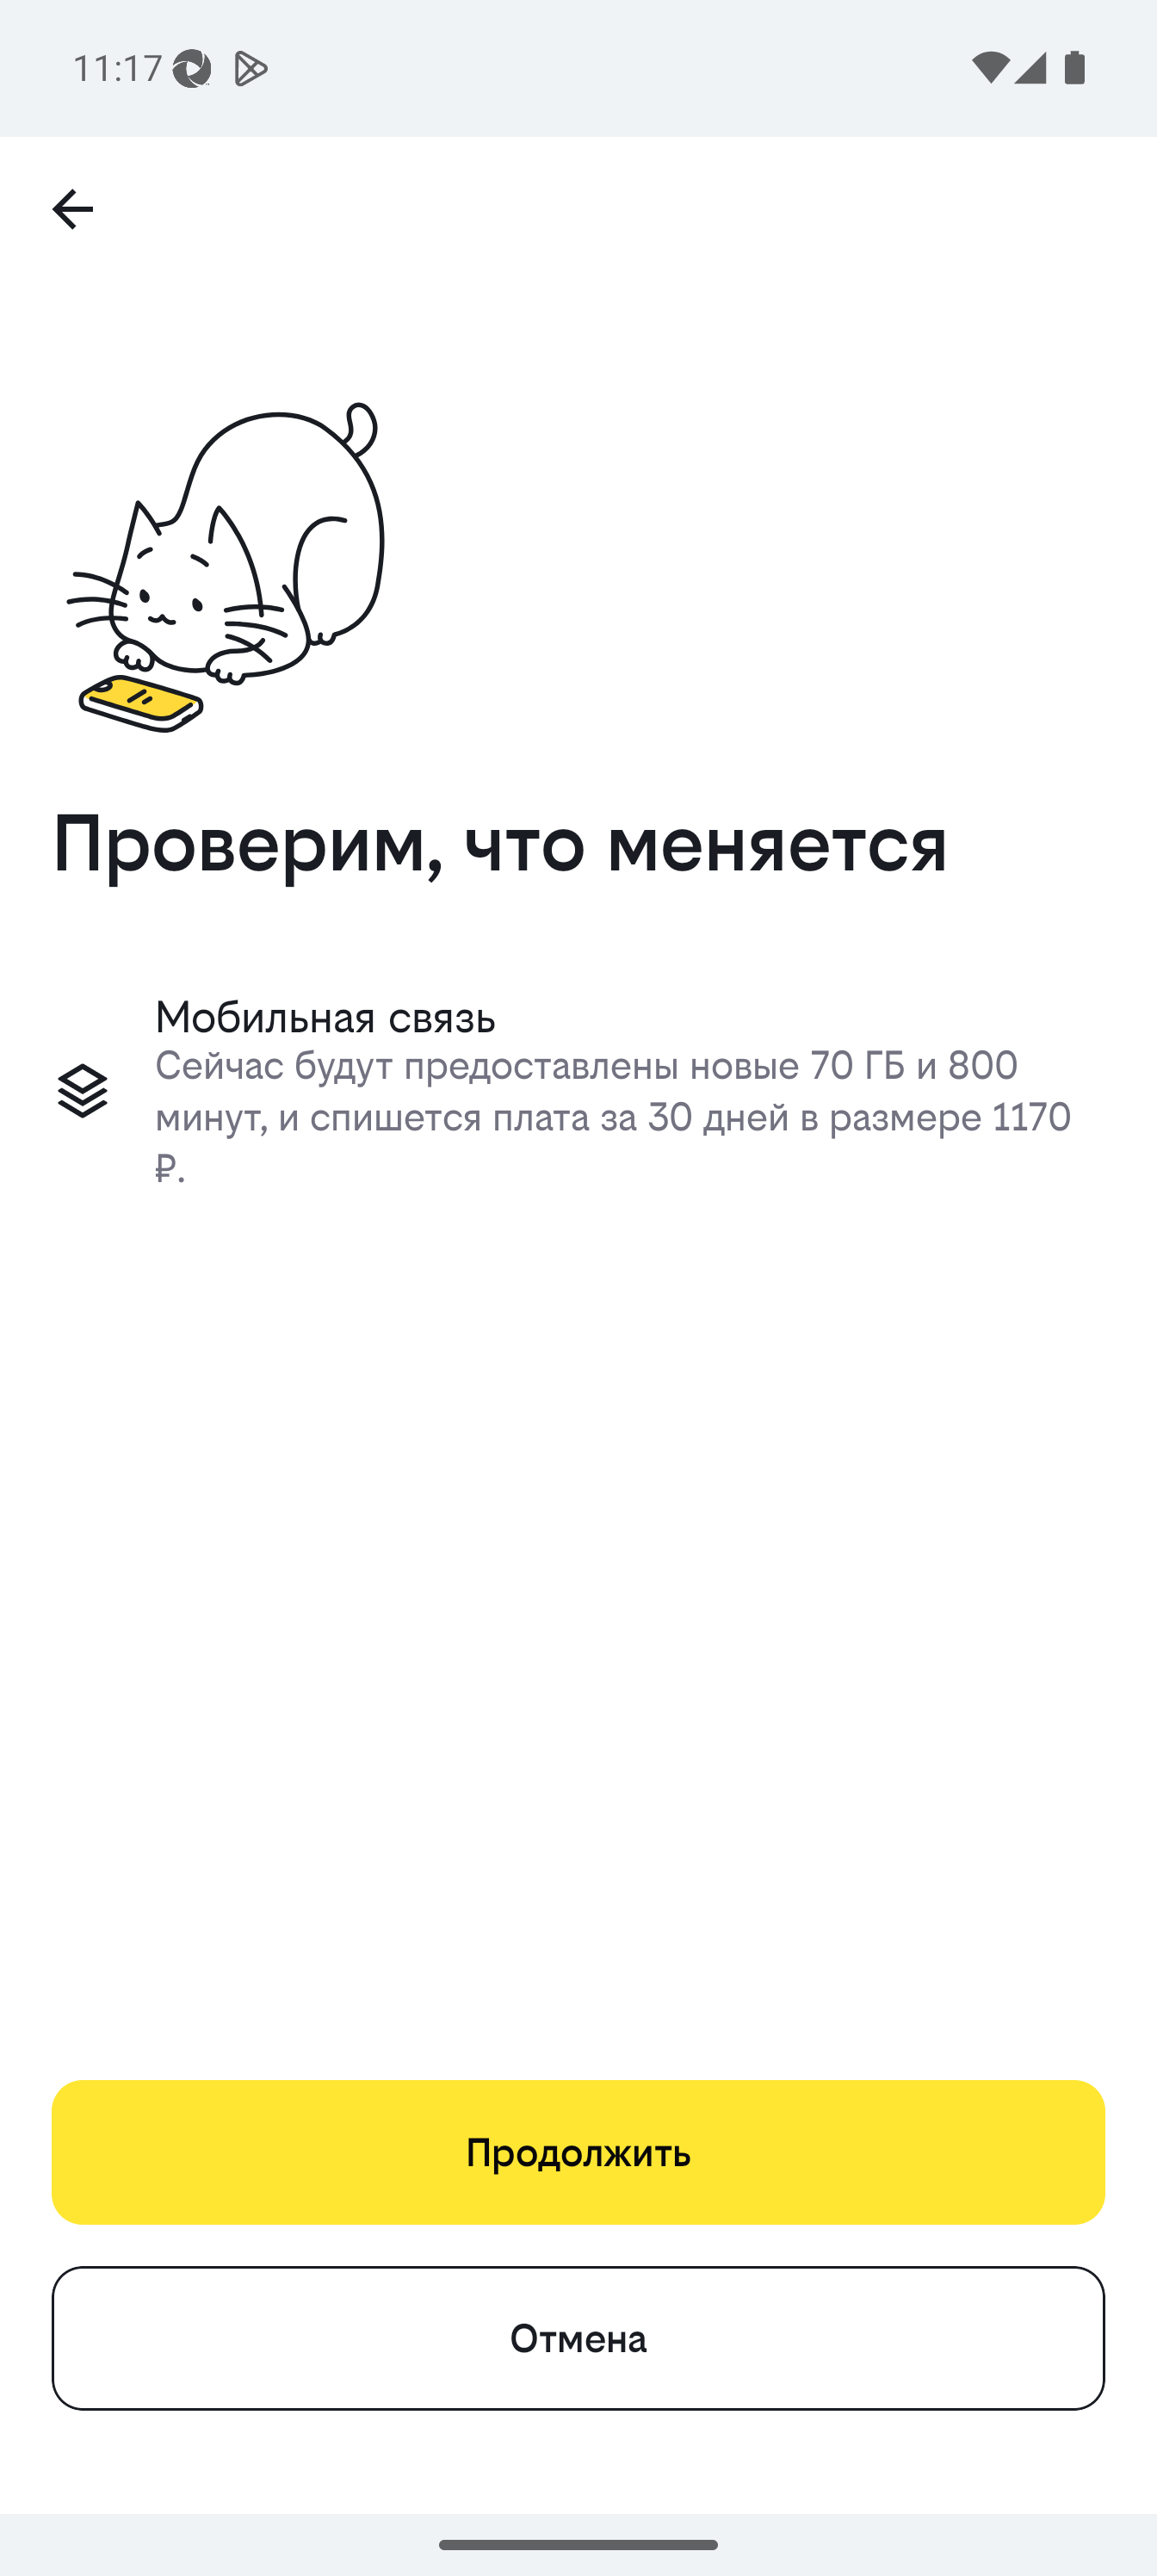 11:17
Проверим, что меняется
Мобильная связь
Сейчас будут предоставлены новые 70 ГБ и 800
минут, и спишется плата за 30 дней в размере 1170
₽.
Продолжить
Отмена